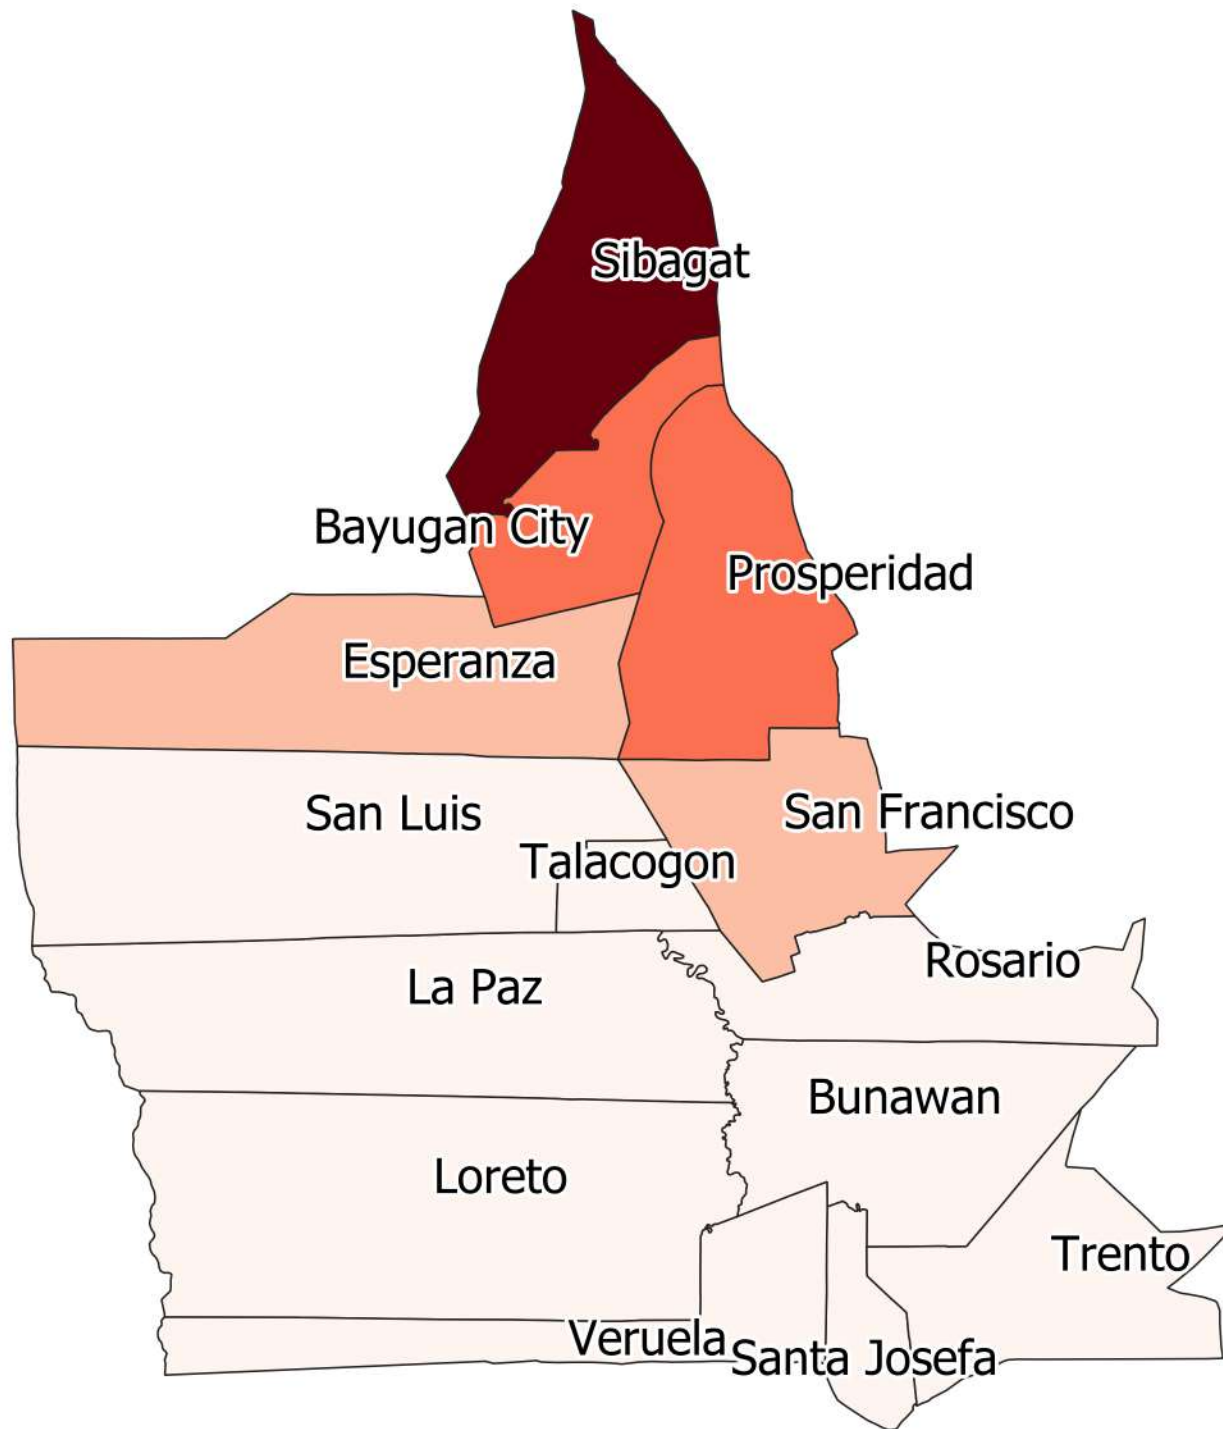 Sibagat
Bayugan City
Prosperidad
Esperanza
San Luis
San Francisco
Talacogon
Rosario
La Paz
Bunawan
Loreto
Trento
Veruela
Santa Josefa